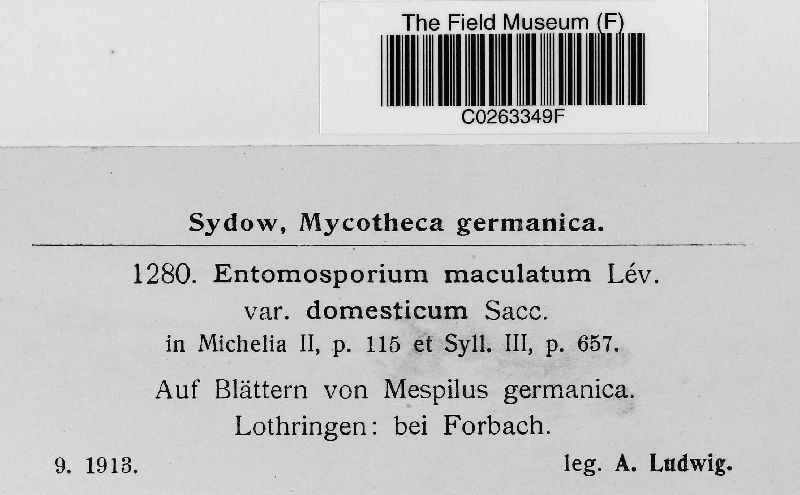 The Field Museum (F)
C0263349F
Sydow, Mycotheca germanica.
1280. Entomosporium maculatum Lév.
var. domesticum Sacc.
in Michelia II, p. 115 et Syll. III, p. 657.
Auf Blättern von Mespilus germanica.
Lothringen: bei Forbach.
9. 1913. leg. A. Ludwig.